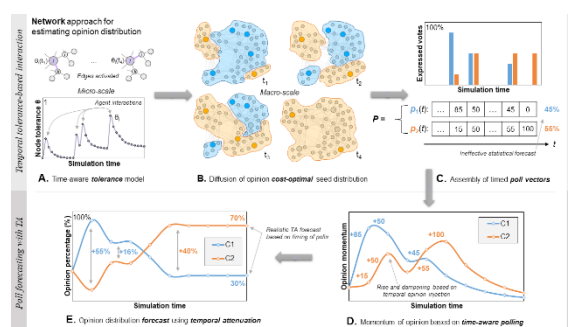 Temporal tolerance-based interaction
Network approach for
estimating opinion distribution
Edges activated
Micro-scale
Agent interactions
Node tolerance θ
Simulation time
A. Time-aware tolerance model
t1
t2
Macro-scale
t3
t4
B. Diffusion of opinion cost-optimal seed distribution
Expressed votes
100%
0
Simulation time
P =
p1(t): ... 85 50 ... 45 0 45%
p2(t): ... 15 50 ... 55 100 55%
t
Ineffective statistical forecast
C. Assembly of timed poll vectors
Poll forecasting with TA
Opinion percentage (%)
100%
+55%
+16%
+40%
70%
30%
C1
C2
Realistic TA forecast
based on timing of polls
Simulation time
E. Opinion distribution forecast using temporal attenuation
Opinion momentum
+85
+50
+45
+100
+15
+50
+55
C1
C2
Rise and dampening based on
temporal opinion injection
Simulation time
D. Momentum of opinion based on time-aware polling